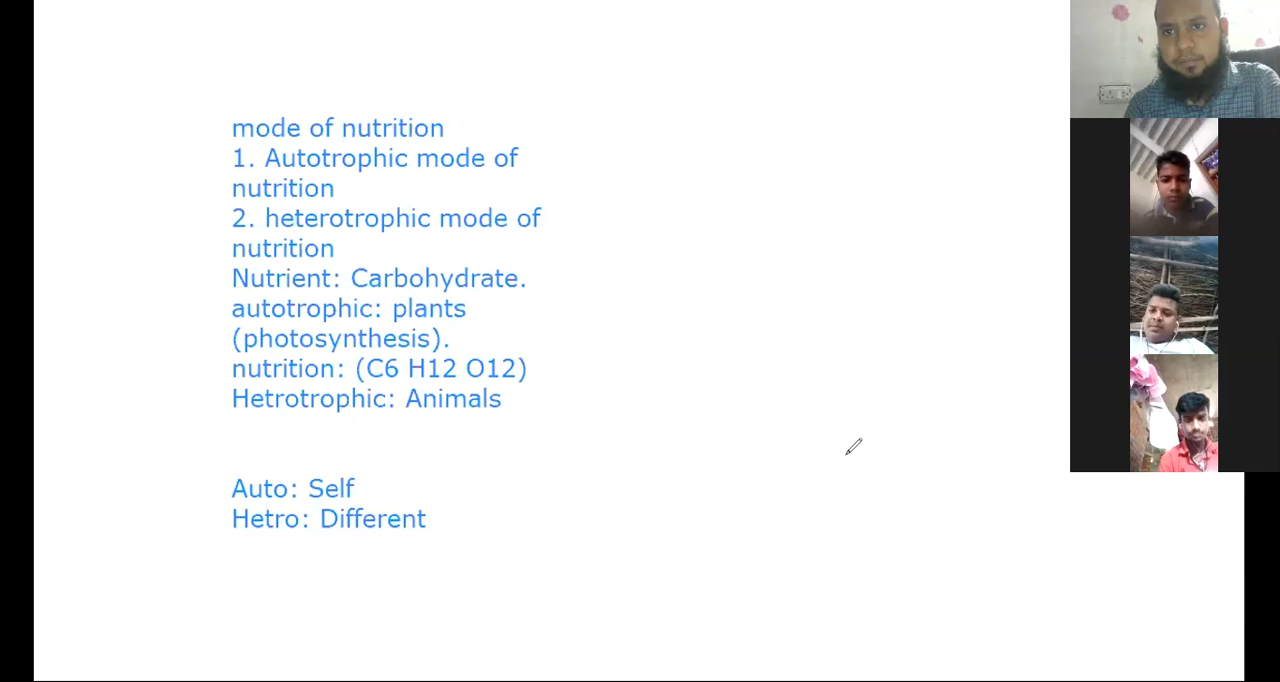 mode of nutrition
1. Autotrophic mode of
nutrition
2. heterotrophic mode of
nutrition
Nutrient: Carbohydrate.
autotrophic: plants
(photosynthesis).
nutrition: (C6 H12 O12)
Hetrotrophic: Animals
Auto: Self
Hetro: Different